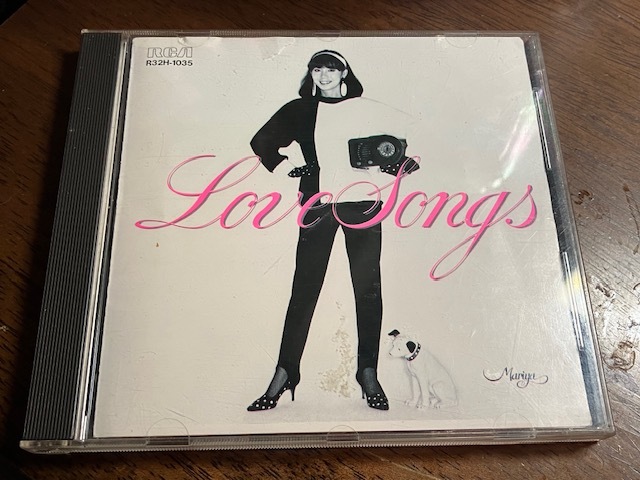 RCA
R32H-1035
Love Songs
Mariya